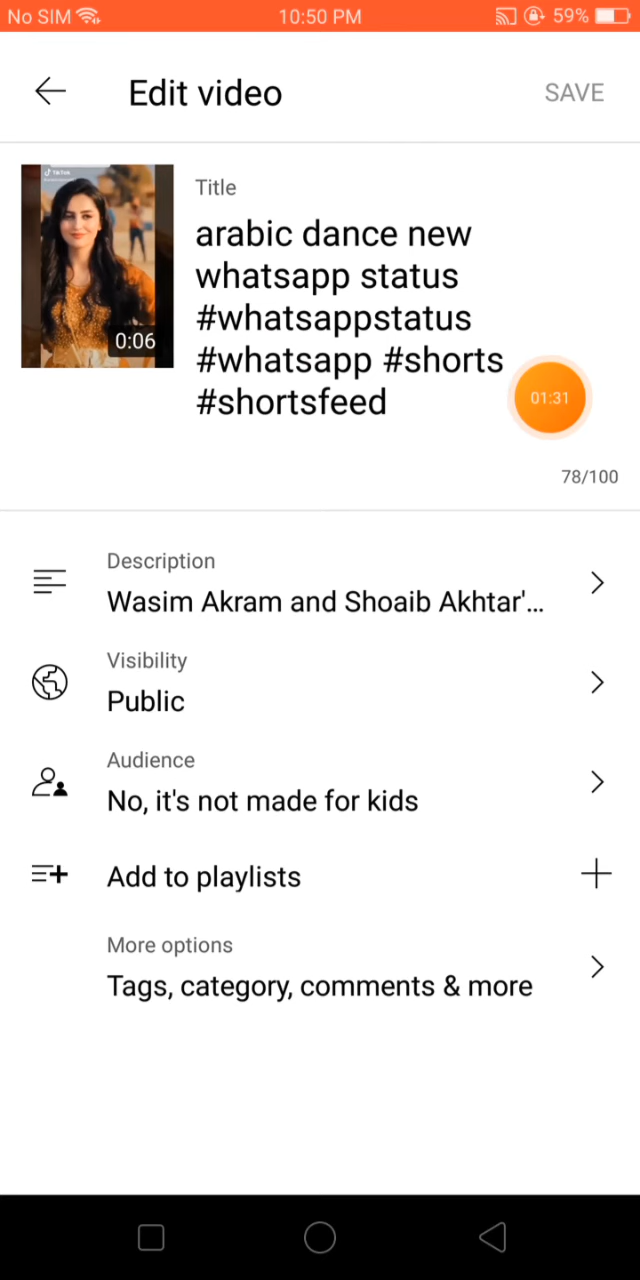 No SIM 10:50 PM 59%
Edit video SAVE
TikTok
0:06
Title
arabic dance new
whatsapp status
#whatsappstatus
#whatsapp #shorts
#shortsfeed
01:31
78/100
Description
Wasim Akram and Shoaib Akhtar'...
Visibility
Public
Audience
No, it's not made for kids
Add to playlists
More options
Tags, category, comments & more